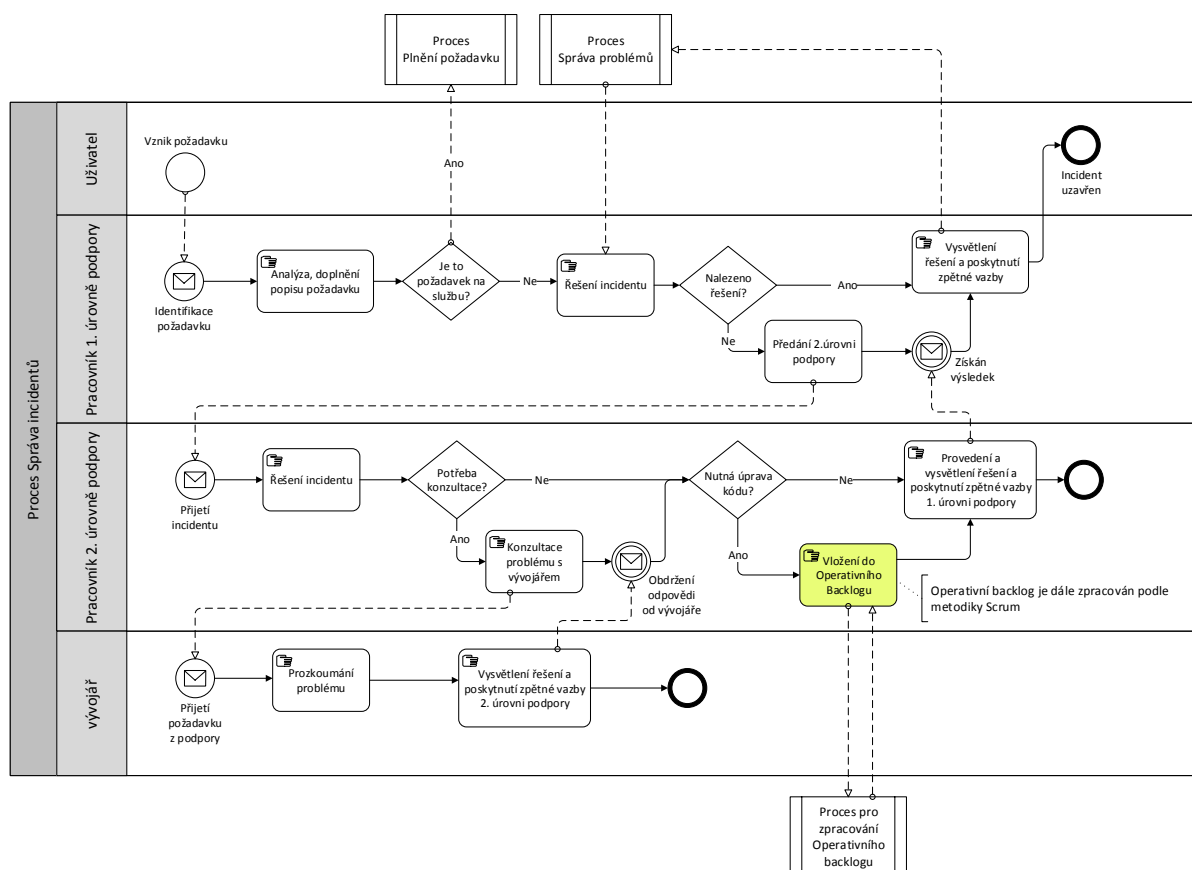 Proces
Plnění požadavku
Proces
Správa problémů
Proces Správa incidentů
Uživatel
Vznik požadavku
Ano
Incident
uzavřen
Pracovník 1. úrovně podpory
Identifikace
požadavku
Analýza, doplnění
popisu požadavku
Je to
požadavek na
službu?
Ne
Řešení incidentu
Nalezeno
řešení?
Ano
Vysvětlení
řešení a poskytnutí
zpětné vazby
Ne
Předání 2.úrovni
podpory
Získán
výsledek
Pracovník 2. úrovně podpory
Přijetí
incidentu
Řešení incidentu
Potřeba
konzultace?
Ne
Nutná úprava
kódu?
Ne
Provedení a
vysvětlení řešení a
poskytnutí zpětné vazby
1. úrovni podpory
Ano
Konzultace
problému s
vývojářem
Obdržení
odpovědi
od vývojáře
Ano
Vložení do
Operativního
Backlogu
Operativní backlog je dále zpracován podle
metodiky Scrum
vývojář
Přijetí
požadavku
z podpory
Prozkoumání
problému
Vysvětlení řešení a
poskytnutí zpětné vazby
2. úrovni podpory
Proces pro
zpracování
Operativního
backlogu